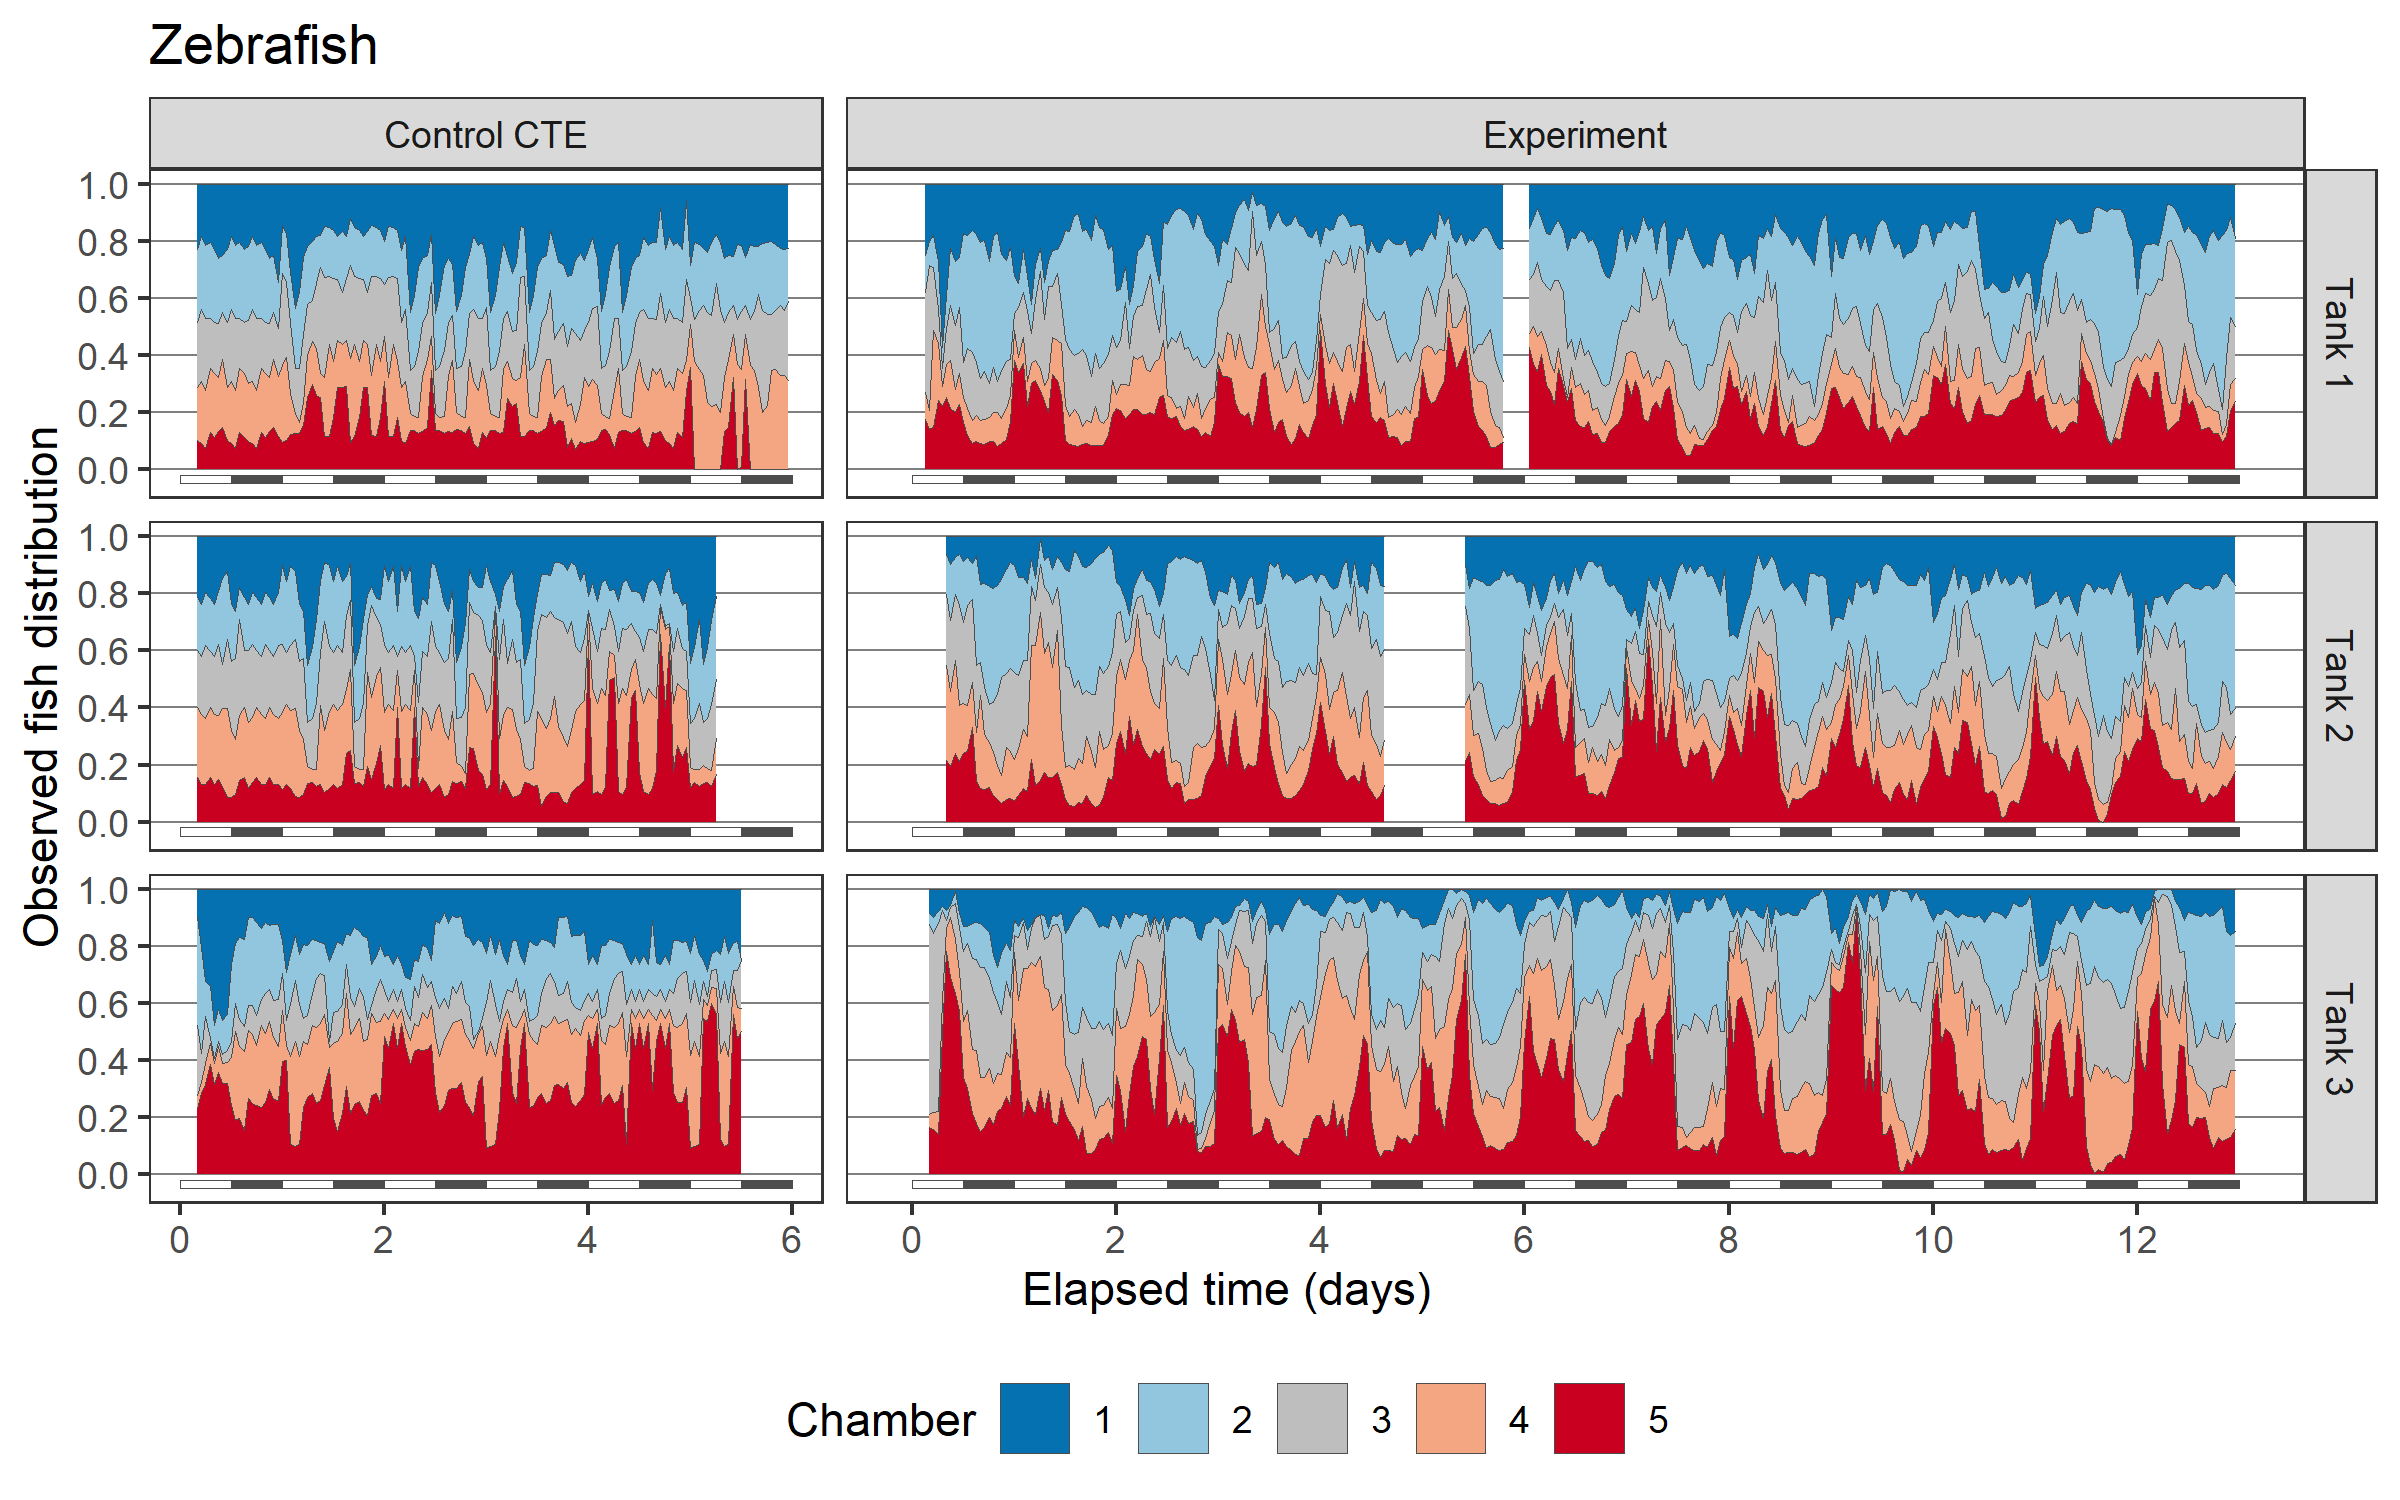 Zebrafish
Control CTE
Experiment
Observed fish distribution
1.0
0.8
0.6
0.4
0.2
0.0
Tank 1
1.0
0.8
0.6
0.4
0.2
0.0
Tank 2
1.0
0.8
0.6
0.4
0.2
0.0
Tank 3
0 2 4 6
0 2 4 6 8 10 12
Elapsed time (days)
Chamber 1 2 3 4 5